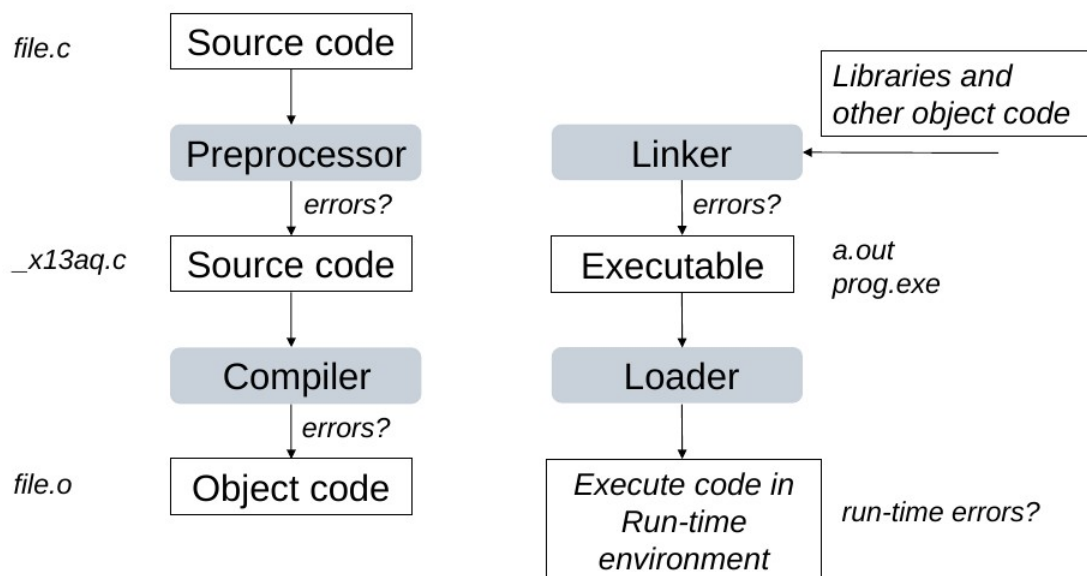 file.c
Source code
Preprocessor
errors?
_x13aq.c
Source code
Compiler
errors?
file.o
Object code
Libraries and
other object code
Linker
errors?
Executable
a.out
prog.exe
Loader
Execute code in
Run-time
environment
run-time errors?